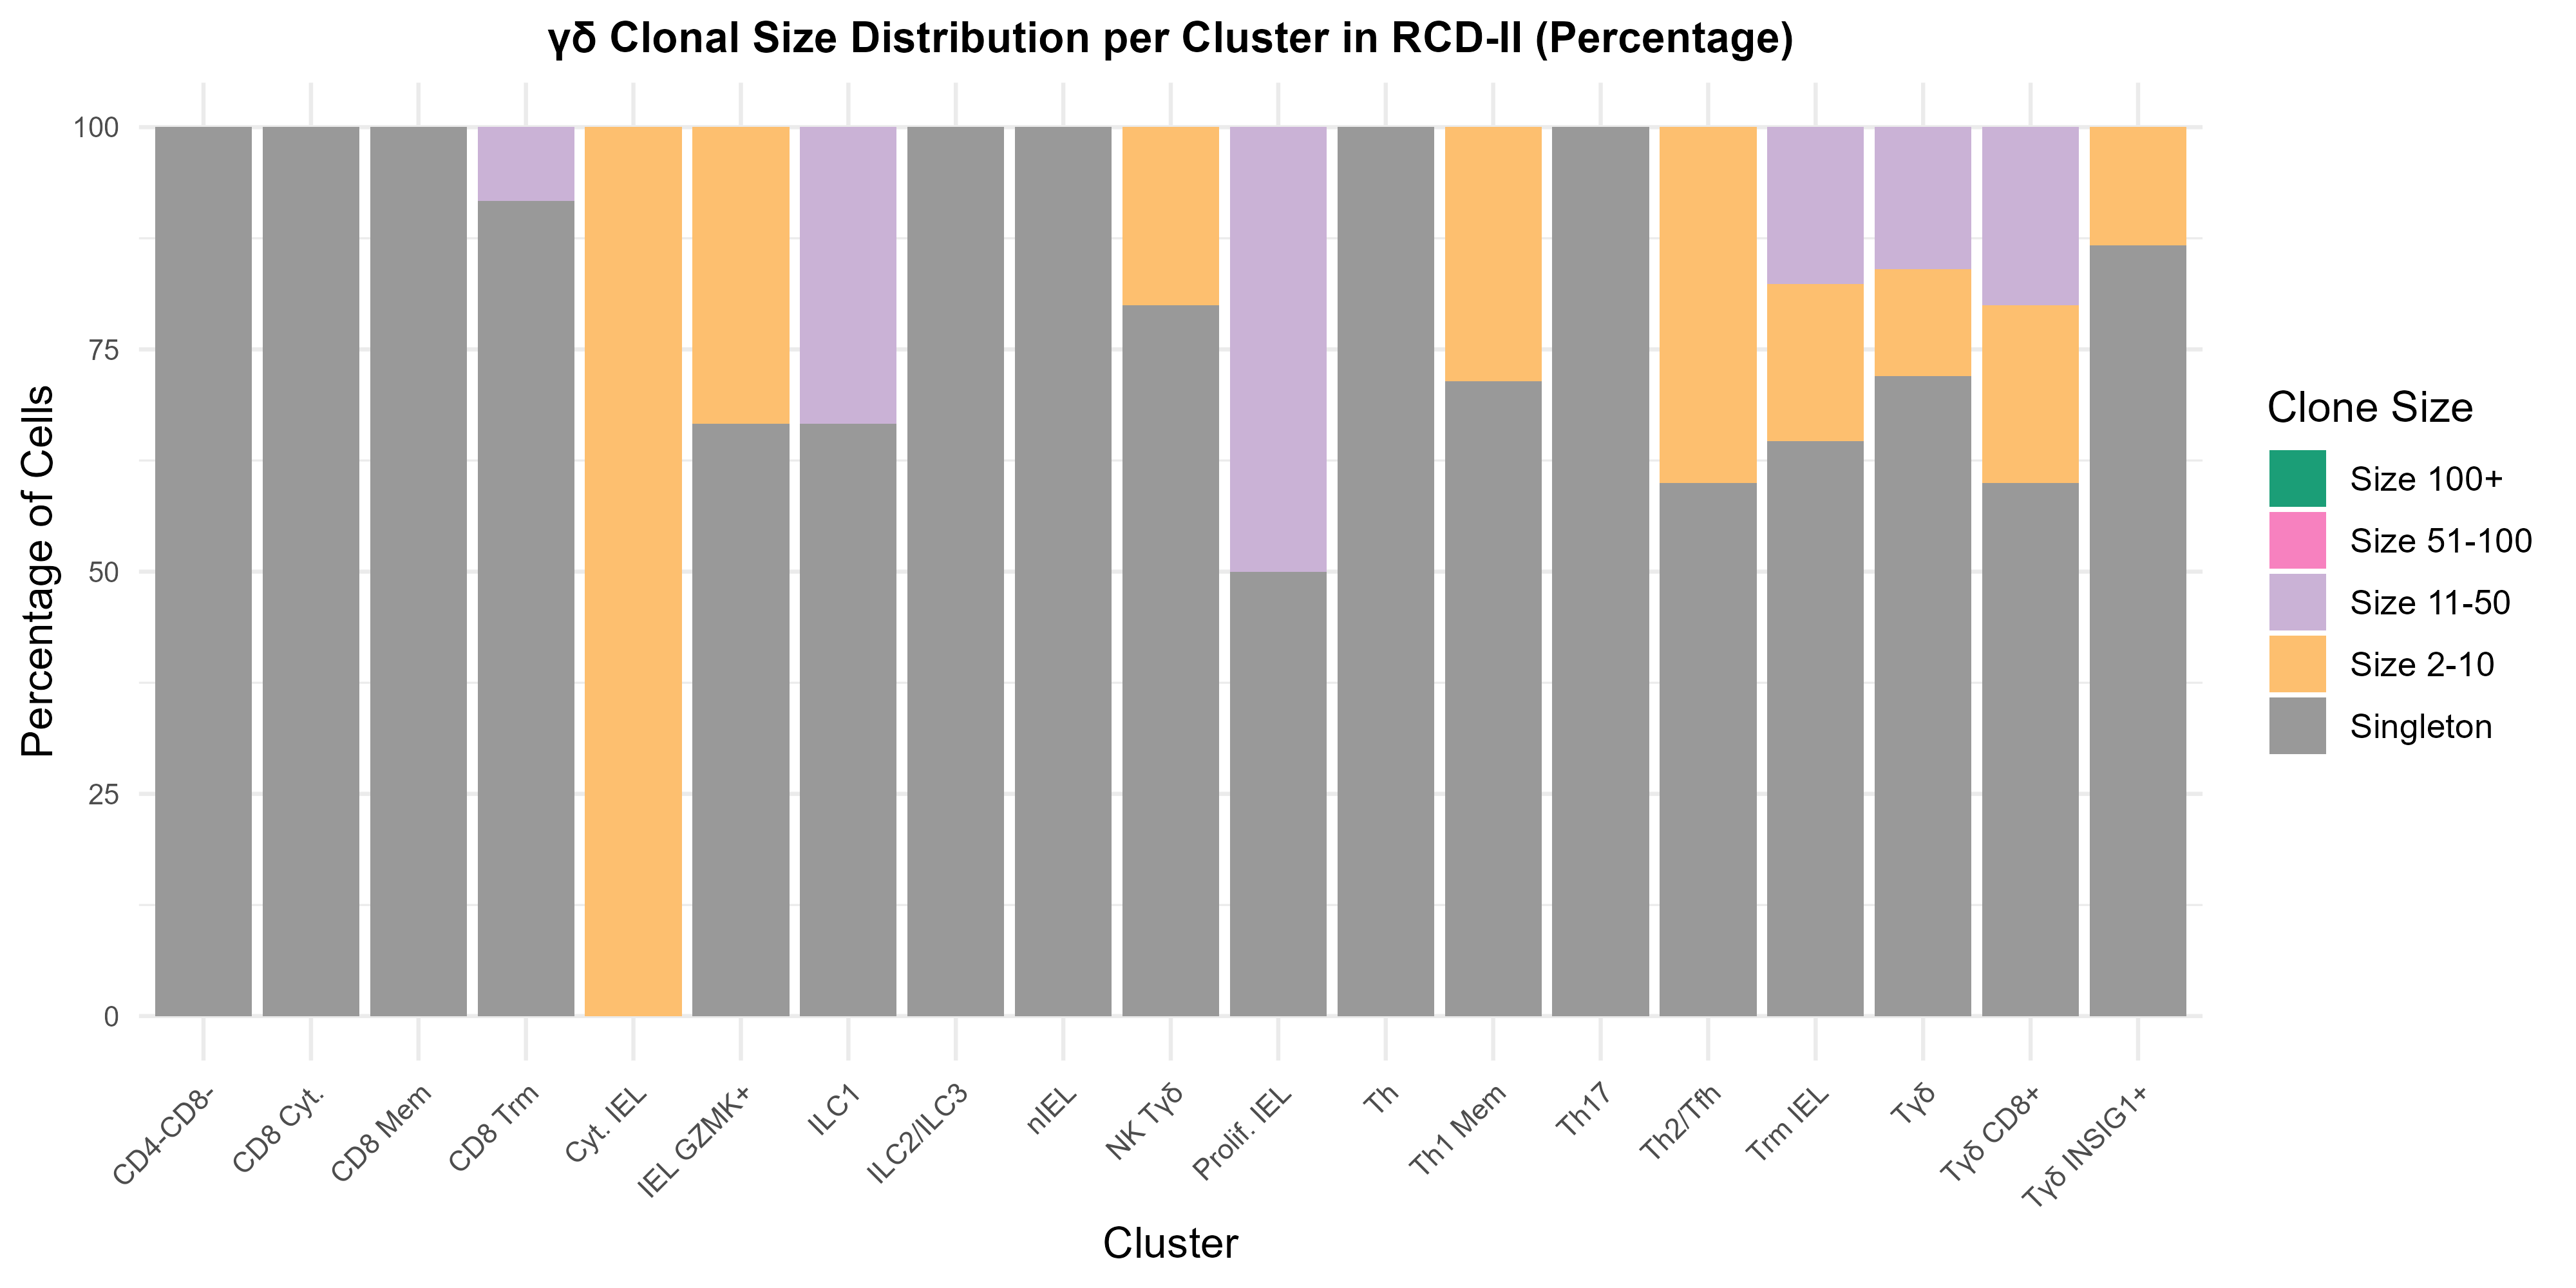 γδ Clonal Size Distribution per Cluster in RCD-II (Percentage)
Percentage of Cells
100
75
50
25
0
CD4-CD8-
CD8 Cyt.
CD8 Mem
CD8 Trm
Cyt. IEL
IEL GZMK+
ILC1
ILC2/ILC3
nIEL
NK Tγδ
Prolif. IEL
Th
Th1 Mem
Th17
Th2/Tfh
Trm IEL
Tγδ
Tγδ CD8+
Tγδ INSIG1+
Cluster
Clone Size
Size 100+
Size 51-100
Size 11-50
Size 2-10
Singleton